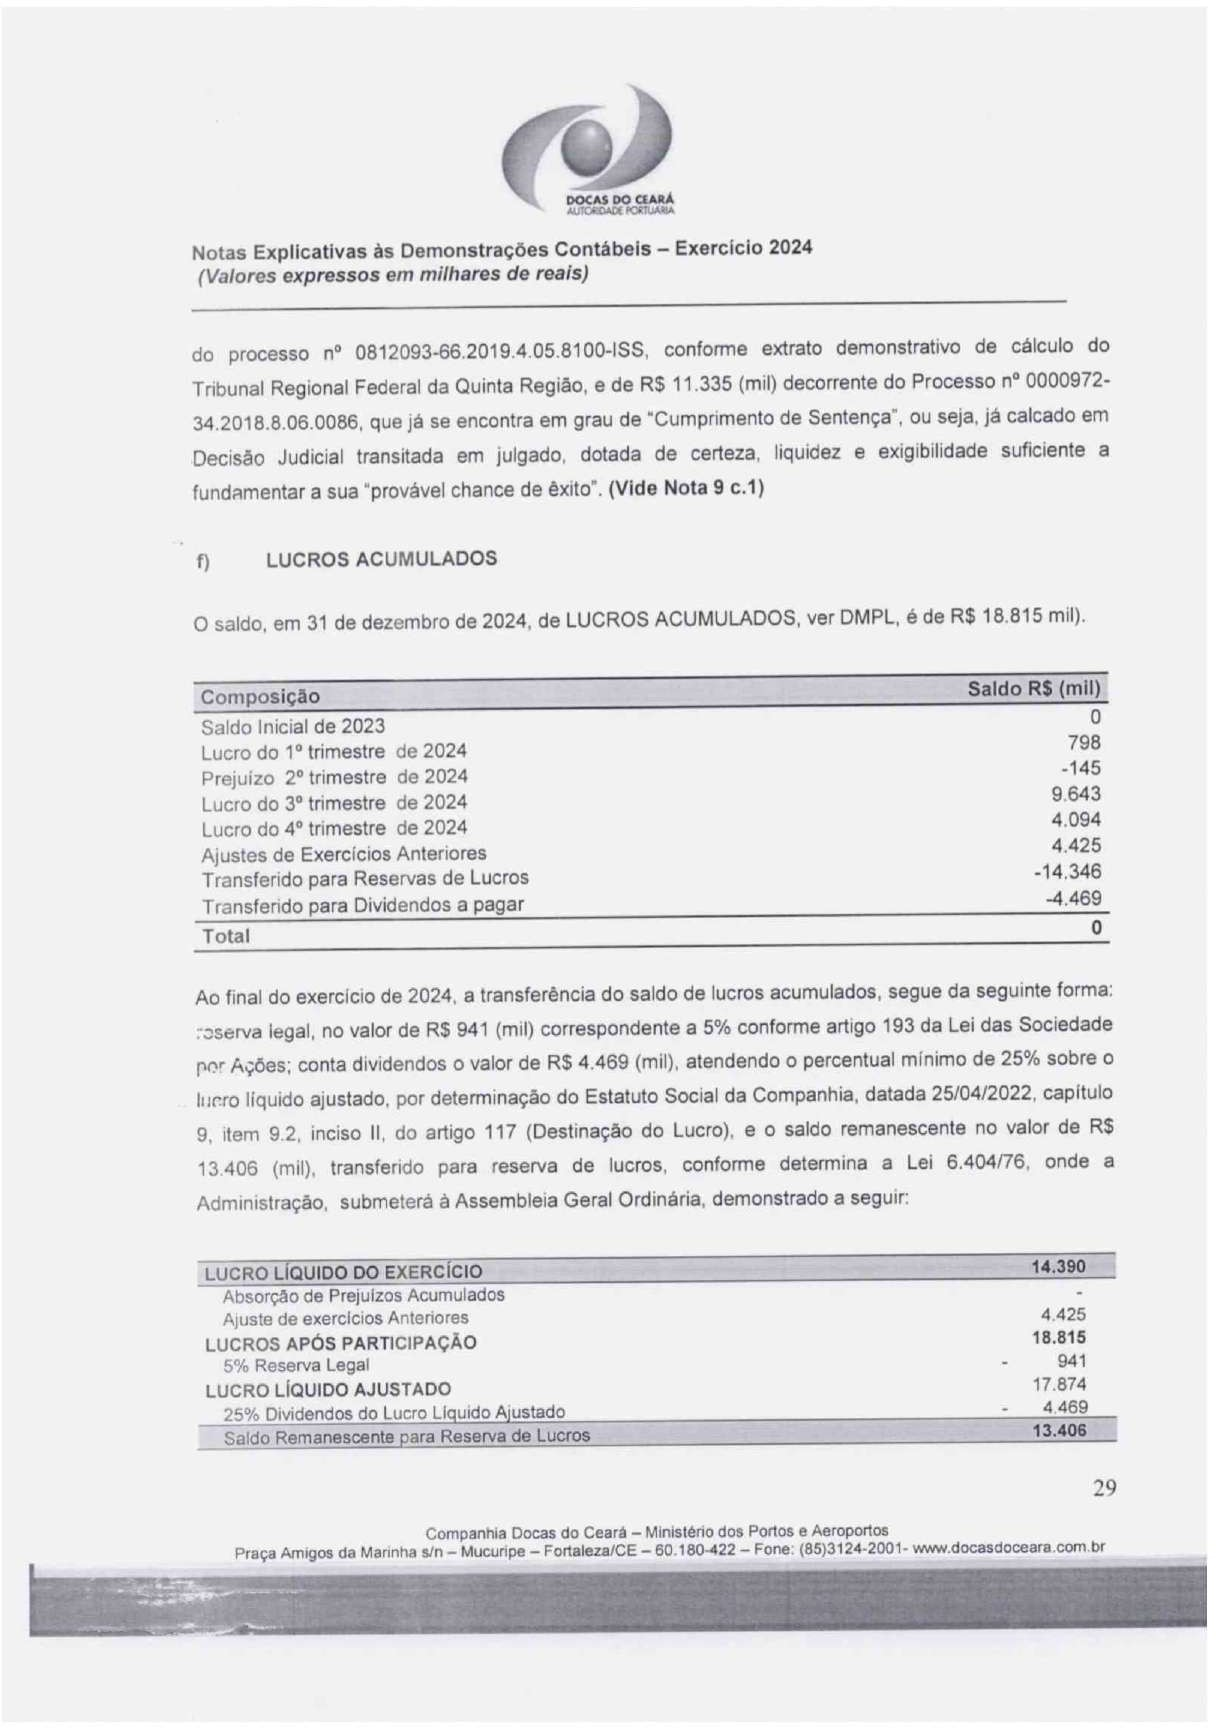 DOCAS DO CEARÁ
AUTORIDADE PORTUÁRIA
Notas Explicativas às Demonstrações Contábeis – Exercício 2024
(Valores expressos em milhares de reais)
do processo nº 0812093-66.2019.4.05.8100-ISS, conforme extrato demonstrativo de cálculo do
Tribunal Regional Federal da Quinta Região, e de R$ 11.335 (mil) decorrente do Processo nº 0000972-
34.2018.8.06.0086, que já se encontra em grau de “Cumprimento de Sentença”, ou seja, já calcado em
Decisão Judicial transitada em julgado, dotada de certeza, liquidez e exigibilidade suficiente a
fundamentar a sua “provável chance de êxito”. (Vide Nota 9 c.1)
f) LUCROS ACUMULADOS
O saldo, em 31 de dezembro de 2024, de LUCROS ACUMULADOS, ver DMPL, é de R$ 18.815 mil).
Composição Saldo R$ (mil)
Saldo Inicial de 2023 0
Lucro do 1º trimestre de 2024 798
Prejuízo 2º trimestre de 2024 -145
Lucro do 3º trimestre de 2024 9.643
Lucro do 4º trimestre de 2024 4.094
Ajustes de Exercícios Anteriores 4.425
Transferido para Reservas de Lucros -14.346
Transferido para Dividendos a pagar -4.469
Total 0
Ao final do exercício de 2024, a transferência do saldo de lucros acumulados, segue da seguinte forma:
reserva legal, no valor de R$ 941 (mil) correspondente a 5% conforme artigo 193 da Lei das Sociedade
por Ações; conta dividendos o valor de R$ 4.469 (mil), atendendo o percentual mínimo de 25% sobre o
lucro líquido ajustado, por determinação do Estatuto Social da Companhia, datada 25/04/2022, capítulo
9, item 9.2, inciso II, do artigo 117 (Destinação do Lucro), e o saldo remanescente no valor de R$
13.406 (mil), transferido para reserva de lucros, conforme determina a Lei 6.404/76, onde a
Administração, submeterá à Assembleia Geral Ordinária, demonstrado a seguir:
LUCRO LÍQUIDO DO EXERCÍCIO 14.390
Absorção de Prejuízos Acumulados -
Ajuste de exercícios Anteriores 4.425
LUCROS APÓS PARTICIPAÇÃO 18.815
5% Reserva Legal - 941
LUCRO LÍQUIDO AJUSTADO 17.874
25% Dividendos do Lucro Líquido Ajustado - 4.469
Saldo Remanescente para Reserva de Lucros 13.406
29
Companhia Docas do Ceará – Ministério dos Portos e Aeroportos
Praça Amigos da Marinha s/n – Mucuripe – Fortaleza/CE – 60.180-422 – Fone: (85)3124-2001- www.docasdoceara.com.br